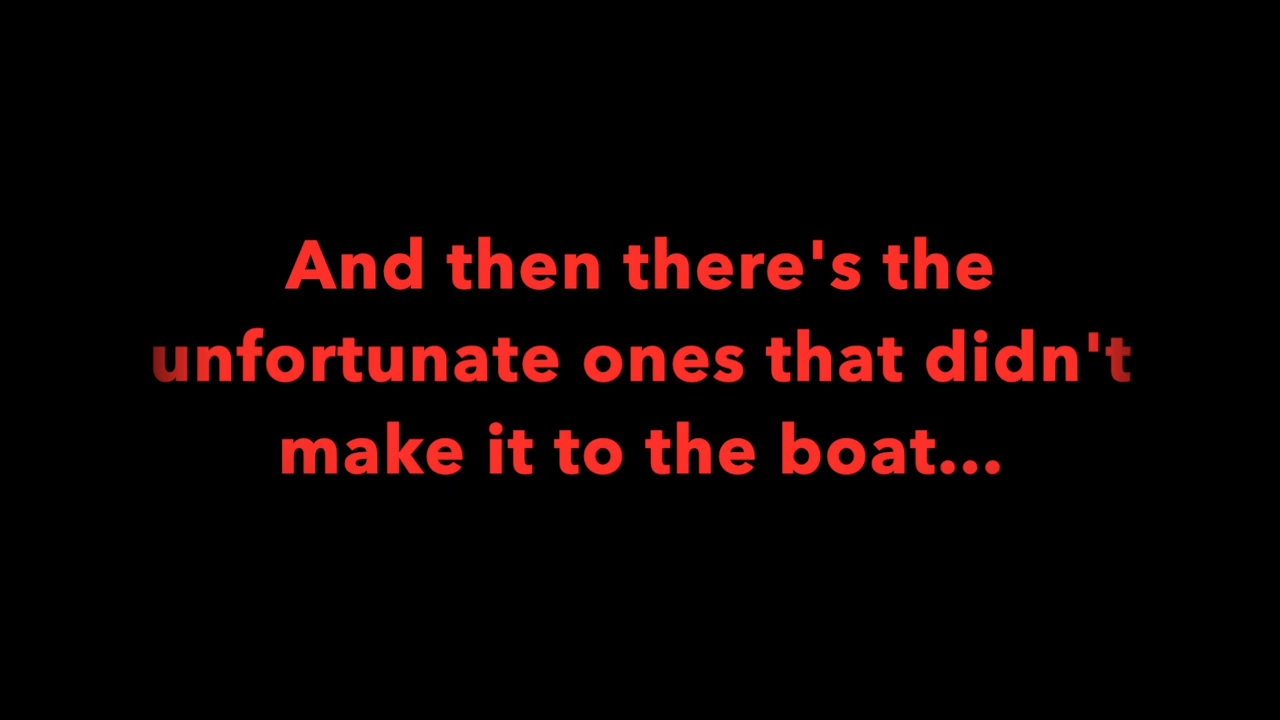 And then there's the
unfortunate ones that didn't
make it to the boat...